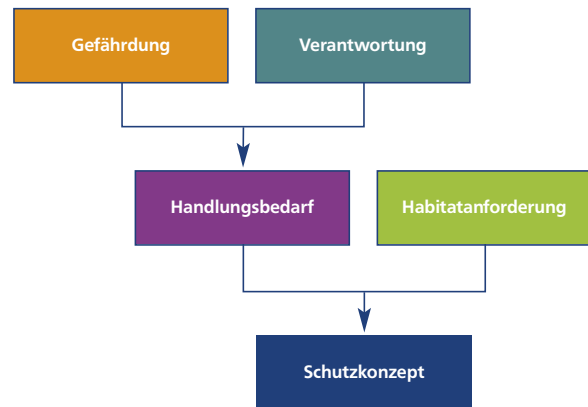 Gefährdung
Verantwortung
Handlungsbedarf
Habitatanforderung
Schutzkonzept